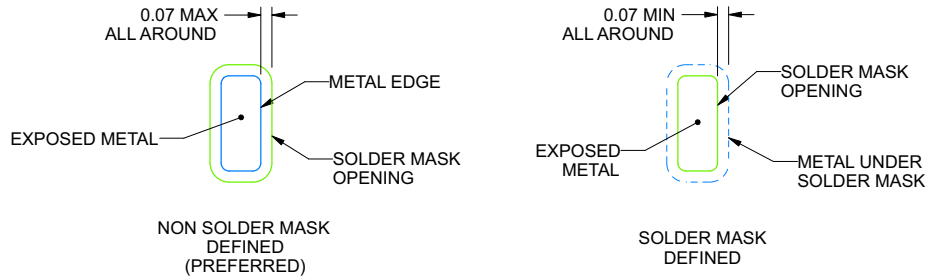 0.07 MAX
ALL AROUND
METAL EDGE
EXPOSED METAL
SOLDER MASK
OPENING
NON SOLDER MASK
DEFINED
(PREFERRED)
0.07 MIN
ALL AROUND
SOLDER MASK
OPENING
EXPOSED
METAL
METAL UNDER
SOLDER MASK
SOLDER MASK
DEFINED